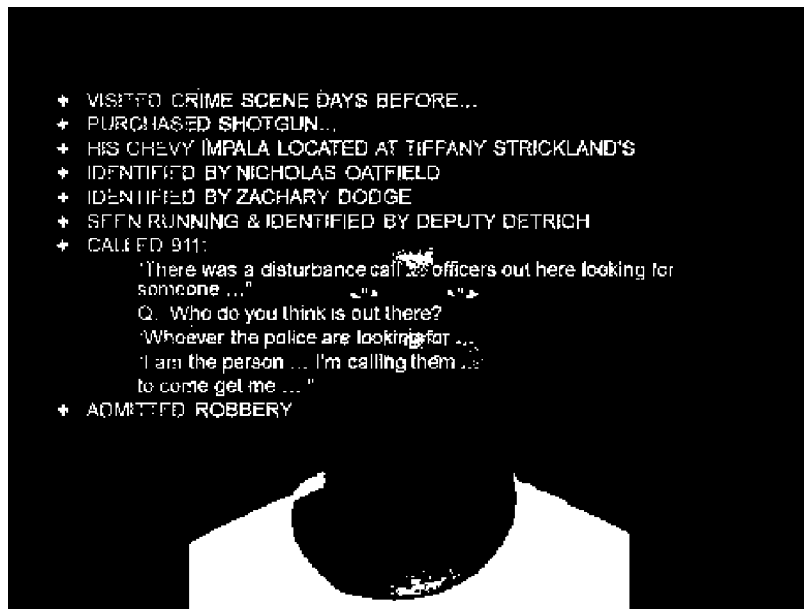 + VISITED CRIME SCENE DAYS BEFORE...
+ PURCHASED SHOTGUN...
+ HIS CHEVY IMPALA LOCATED AT TIFFANY STRICKLAND'S
+ IDENTIFIED BY NICHOLAS OATFIELD
+ IDENTIFIED BY ZACHARY DODGE
+ SEEN RUNNING & IDENTIFIED BY DEPUTY DETRICH
+ CALLED 911:
"There was a disturbance call officers out here looking for
someone ..."
Q. Who do you think is out there?
"Whoever the police are looking for ...
"I am the person ... I'm calling them ...
to come get me ... "
+ ADMITTED ROBBERY